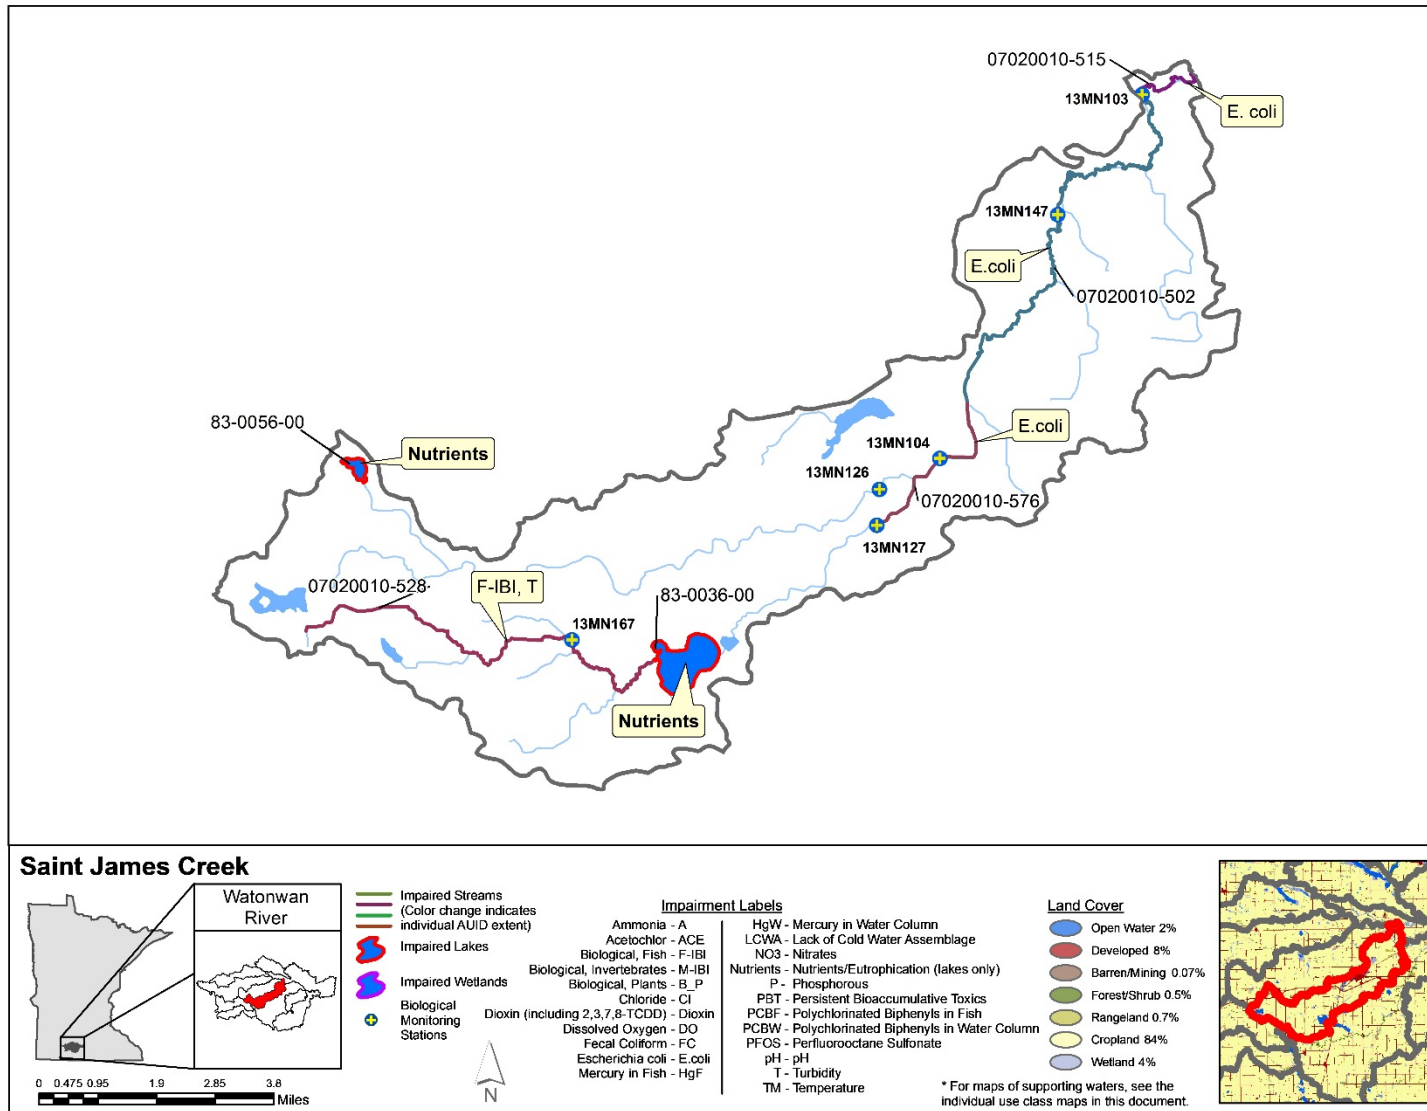 07020010-515
13MN103
E. coli
13MN147
E.coli
07020010-502
83-0056-00
Nutrients
E.coli
13MN104
13MN126
07020010-576
13MN127
07020010-528
F-IBI, T
83-0036-00
13MN167
Nutrients
Saint James Creek
Watonwan
River
Impaired Streams
(Color change indicates
individual AUID extent)
Impaired Lakes
Impaired Wetlands
Biological
Monitoring
Stations
N
0 0.475 0.95 1.9 2.85 3.8
Miles
Impairment Labels
Ammonia - A
Acetochlor - ACE
Biological, Fish - F-IBI
Biological, Invertebrates - M-IBI
Biological, Plants - B_P
Chloride - Cl
Dioxin (including 2,3,7,8-TCDD) - Dioxin
Dissolved Oxygen - DO
Fecal Coliform - FC
Escherichia coli - E.coli
Mercury in Fish - HgF
HgW - Mercury in Water Column
LCWA - Lack of Cold Water Assemblage
NO3 - Nitrates
Nutrients - Nutrients/Eutrophication (lakes only)
P - Phosphorous
PBT - Persistent Bioaccumulative Toxics
PCBF - Polychlorinated Biphenyls in Fish
PCBW - Polychlorinated Biphenyls in Water Column
PFOS - Perfluorooctane Sulfonate
pH - pH
T - Turbidity
TM - Temperature
Land Cover
Open Water 2%
Developed 8%
Barren/Mining 0.07%
Forest/Shrub 0.5%
Rangeland 0.7%
Cropland 84%
Wetland 4%
* For maps of supporting waters, see the
individual use class maps in this document.